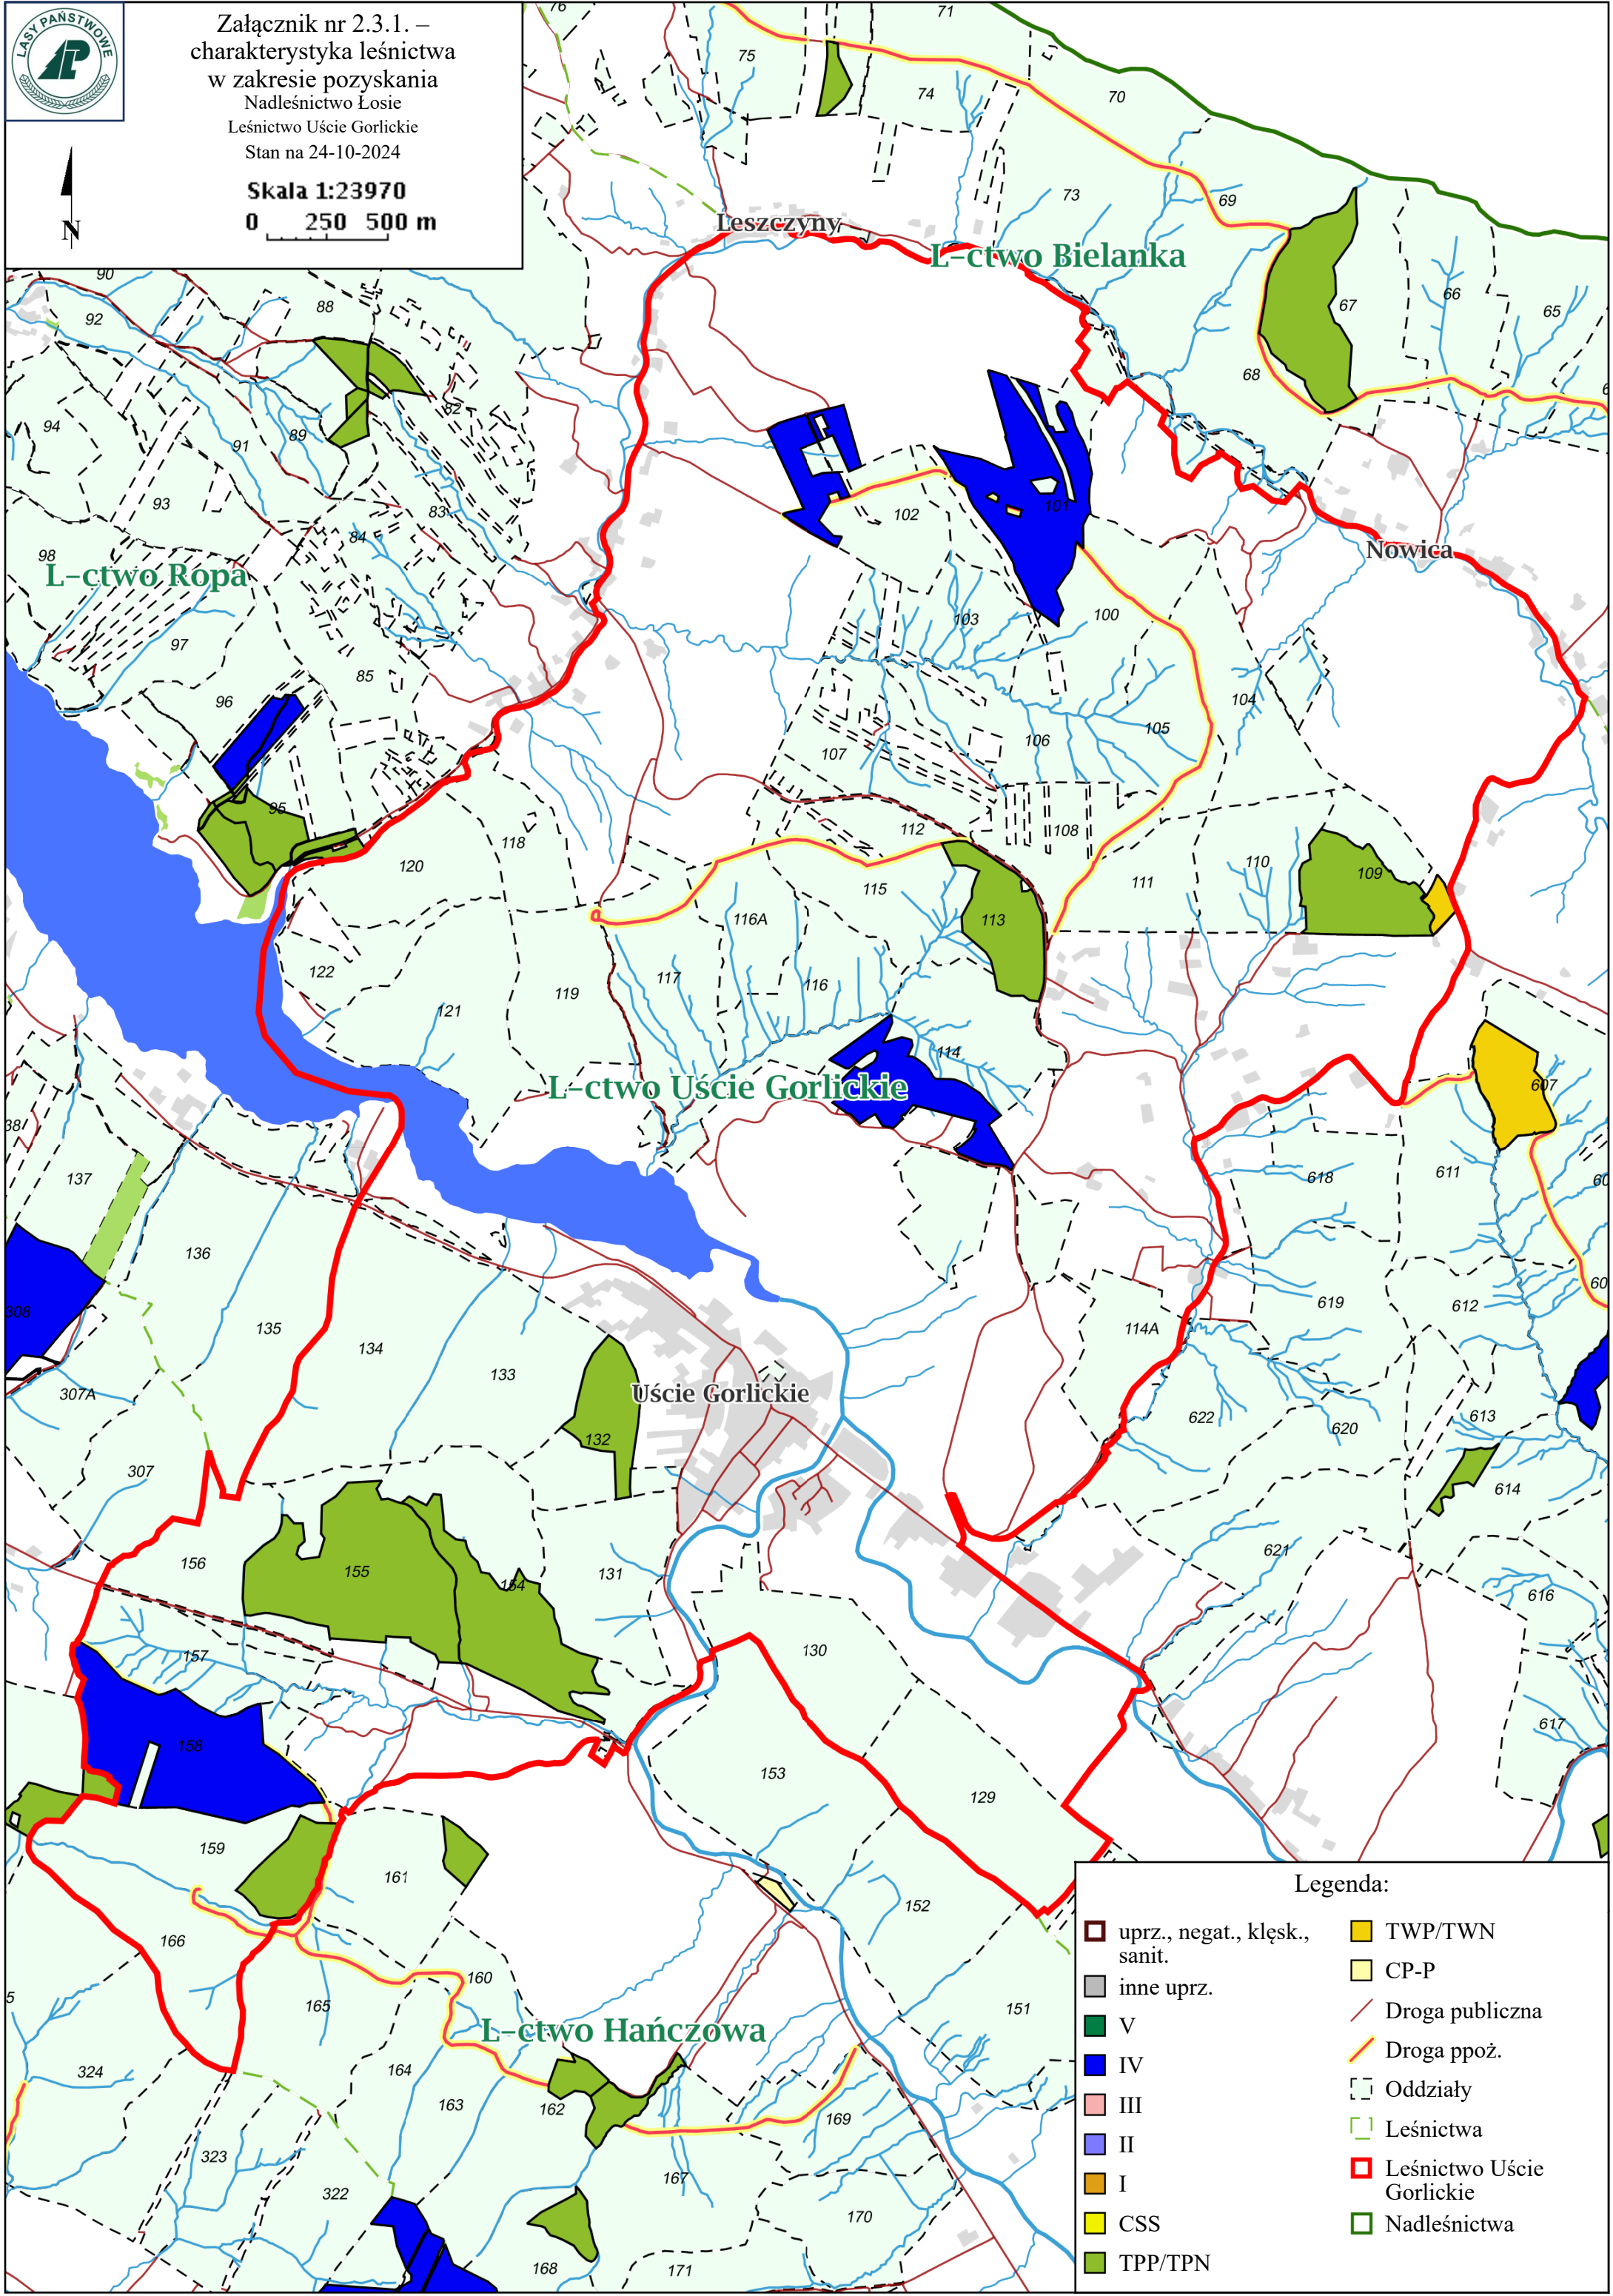 LASY PAŃSTWOWE
Załącznik nr 2.3.1. –
charakterystyka leśnictwa
w zakresie pozyskania
Nadleśnictwo Łosie
Leśnictwo Uście Gorlickie
Stan na 24-10-2024
Skala 1:23970
0 250 500 m
N
76
71
75
74
70
73
69
Leszczyny
L-ctwo Bielanka
90
92
88
67
66
65
68
82
94
91
89
93
83
84
102
101
98
L-ctwo Ropa
Nowica
97
85
96
103
100
104
105
106
107
95
118
112
108
120
115
110
111
109
113
116A
122
117
116
119
121
114
L-ctwo Uście Gorlickie
607
137
618
611
136
308
135
134
133
619
612
114A
307A
Uście Gorlickie
132
622
620
613
307
614
156
155
154
131
621
616
157
130
158
153
129
617
159
161
152
166
160
165
151
L-ctwo Hańczowa
324
164
163
162
169
323
167
322
170
168
171
Legenda:
uprz., negat., klęsk.,
sanit.
inne uprz.
V
IV
III
II
I
CSS
TPP/TPN
TWP/TWN
CP-P
Droga publiczna
Droga ppoż.
Oddziały
Leśnictwa
Leśnictwo Uście
Gorlickie
Nadleśnictwa